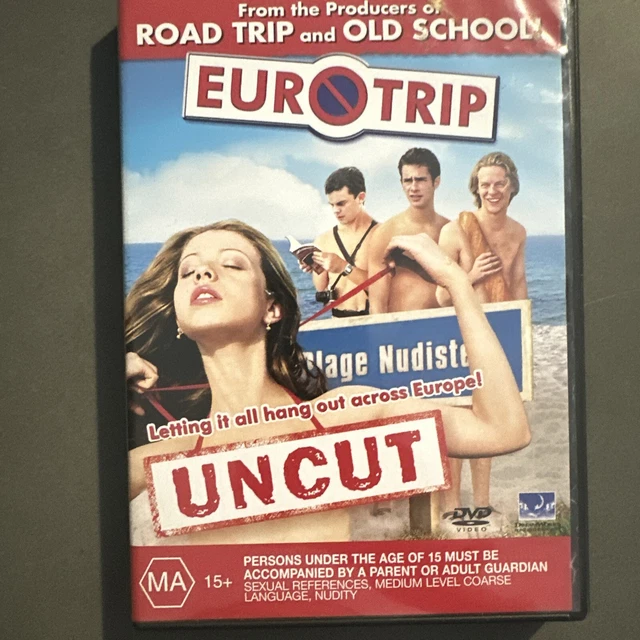 From the Producers of
ROAD TRIP and OLD SCHOOL!
EUROTRIP
Plage Nudiste
Letting it all hang out across Europe!
UNCUT
DVD
VIDEO
MA 15+
PERSONS UNDER THE AGE OF 15 MUST BE
ACCOMPANIED BY A PARENT OR ADULT GUARDIAN
SEXUAL REFERENCES, MEDIUM LEVEL COARSE
LANGUAGE, NUDITY